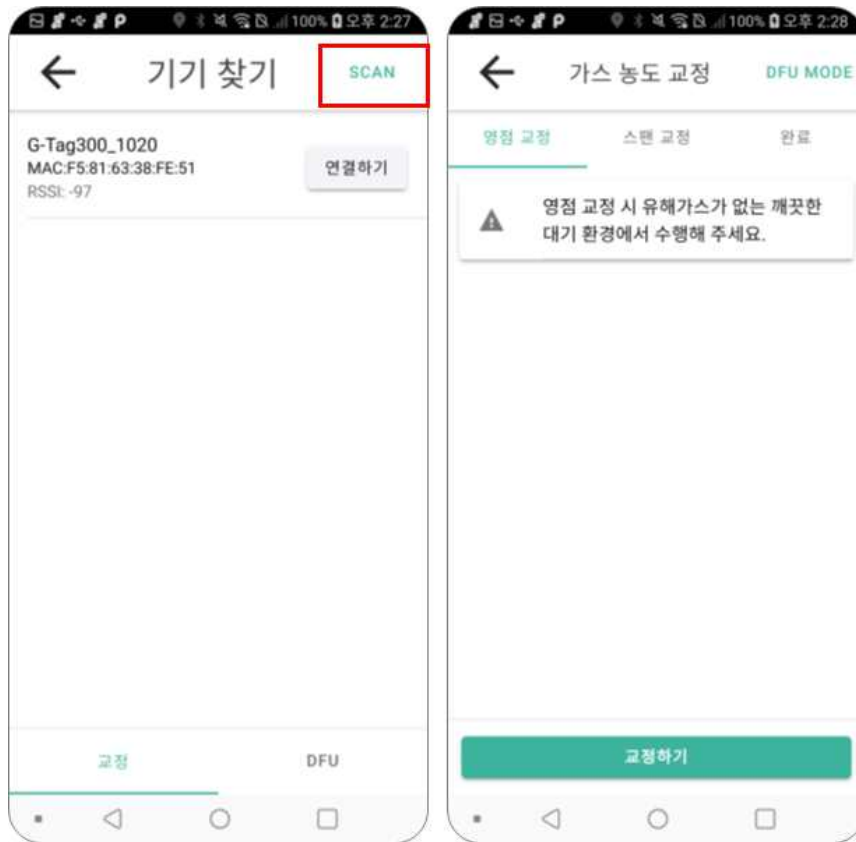 100% 오후 2:27
기기 찾기
SCAN
G-Tag300_1020
MAC:F5:81:63:38:FE:51
RSSI: -97
연결하기
교정
DFU
100% 오후 2:28
가스 농도 교정
DFU MODE
영점 교정
스팬 교정
완료
영점 교정 시 유해가스가 없는 깨끗한
대기 환경에서 수행해 주세요.
교정하기